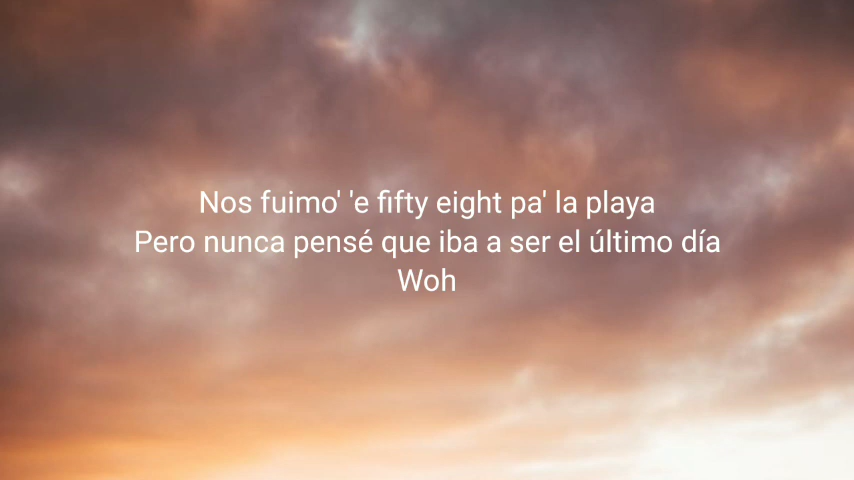 Nos fuimo' 'e fifty eight pa' la playa
Pero nunca pensé que iba a ser el último día
Woh